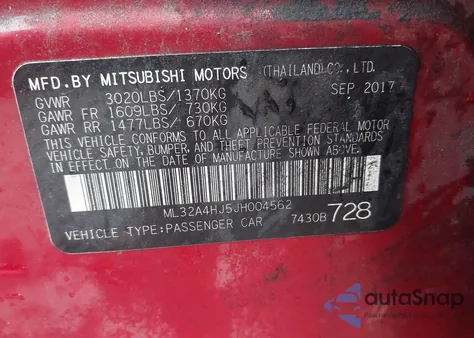 MFD.BY MITSUBISHI MOTORS (THAILAND)CO.,LTD.
GVWR 3020LBS/1370KG SEP 2017
GAWR FR 1609LBS/ 730KG
GAWR RR 1477LBS/ 670KG
THIS VEHICLE CONFORMS TO ALL APPLICABLE FEDERAL MOTOR
VEHICLE SAFETY, BUMPER, AND THEFT PREVENTION STANDARDS
IN EFFECT ON THE DATE OF MANUFACTURE SHOWN ABOVE.
ML32A4HJ5JH004562
VEHICLE TYPE:PASSENGER CAR 7430B 728
autaSnap